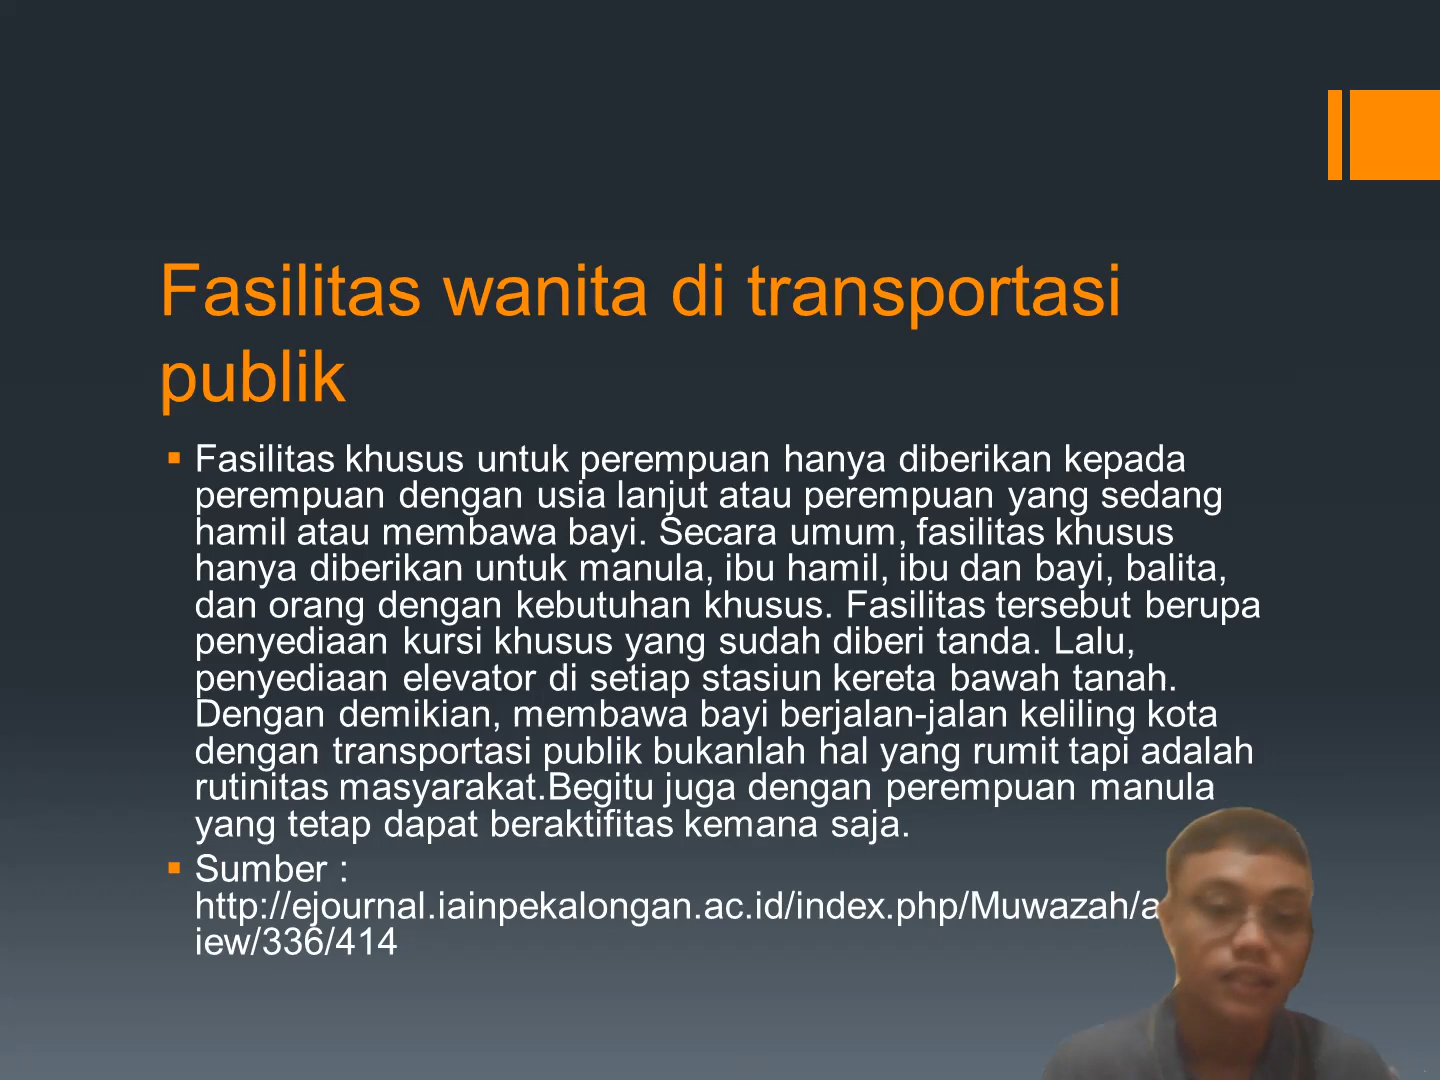 Fasilitas wanita di transportasi
publik
Fasilitas khusus untuk perempuan hanya diberikan kepada
perempuan dengan usia lanjut atau perempuan yang sedang
hamil atau membawa bayi. Secara umum, fasilitas khusus
hanya diberikan untuk manula, ibu hamil, ibu dan bayi, balita,
dan orang dengan kebutuhan khusus. Fasilitas tersebut berupa
penyediaan kursi khusus yang sudah diberi tanda. Lalu,
penyediaan elevator di setiap stasiun kereta bawah tanah.
Dengan demikian, membawa bayi berjalan-jalan keliling kota
dengan transportasi publik bukanlah hal yang rumit tapi adalah
rutinitas masyarakat.Begitu juga dengan perempuan manula
yang tetap dapat beraktifitas kemana saja.
Sumber :
http://ejournal.iainpekalongan.ac.id/index.php/Muwazah/a
iew/336/414